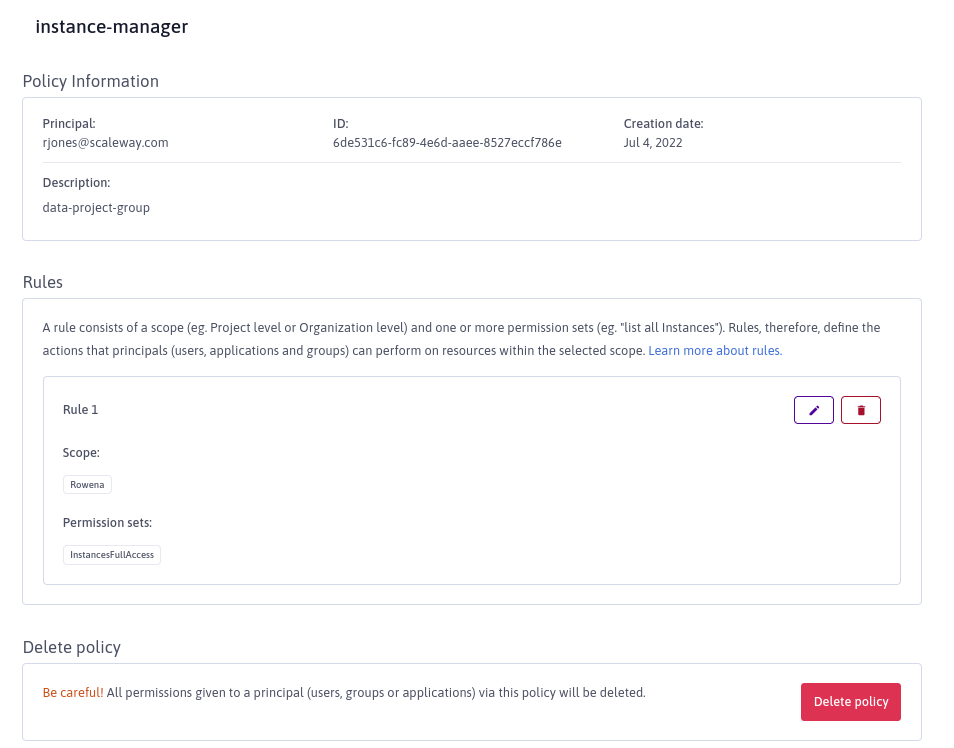 instance-manager
Policy Information
Principal: ID: Creation date:
rjones@scaleway.com 6de531c6-fc89-4e6d-aaee-8527eccf786e Jul 4, 2022
Description:
data-project-group
Rules
A rule consists of a scope (eg. Project level or Organization level) and one or more permission sets (eg. "list all Instances"). Rules, therefore, define the
actions that principals (users, applications and groups) can perform on resources within the selected scope. Learn more about rules.
Rule 1
Scope:
Rowena
Permission sets:
InstancesFullAccess
Delete policy
Be careful! All permissions given to a principal (users, groups or applications) via this policy will be deleted.
Delete policy